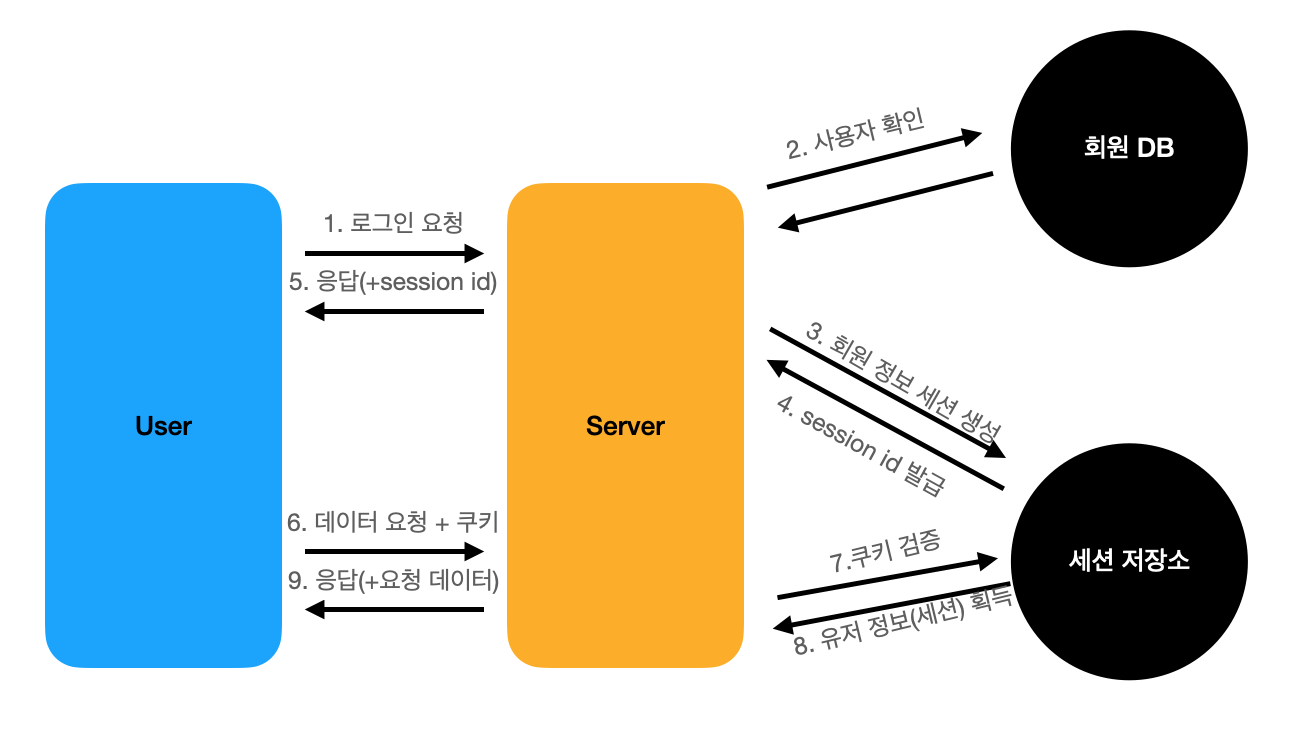 2. 사용자 확인
회원 DB
1. 로그인 요청
5. 응답(+session id)
3. 회원 정보 세션 생성
4. session id 발급
User
Server
6. 데이터 요청 + 쿠키
7.쿠키 검증
세션 저장소
9. 응답(+요청 데이터)
8. 유저 정보(세션) 획득